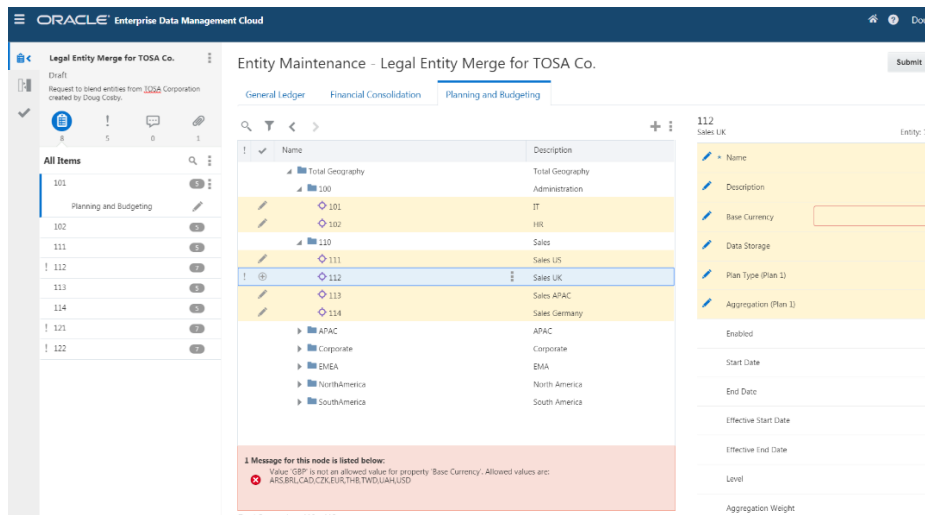 ORACLE Enterprise Data Management Cloud
Legal Entity Merge for TOSA Co.
Draft
Request to blend entities from TOSA Corporation
created by Doug Cosby.
8 5 0 1
All Items
101 5
Planning and Budgeting
102 5
111 5
! 112 7
113 5
114 5
! 121 7
! 122 7
Entity Maintenance - Legal Entity Merge for TOSA Co.
Submit
General Ledger Financial Consolidation Planning and Budgeting
! Name Description
Total Geography Total Geography
100 Administration
101 IT
102 HR
110 Sales
111 Sales US
! 112 Sales UK
113 Sales APAC
114 Sales Germany
APAC APAC
Corporate Corporate
EMEA EMA
NorthAmerica North America
SouthAmerica South America
1 Message for this node is listed below:
Value 'GBP' is not an allowed value for property 'Base Currency'. Allowed values are:
ARS,BRL,CAD,CZK,EUR,THB,TWD,UAH,USD
112
Sales UK Entity:
Name
Description
Base Currency
Data Storage
Plan Type (Plan 1)
Aggregation (Plan 1)
Enabled
Start Date
End Date
Effective Start Date
Effective End Date
Level
Aggregation Weight